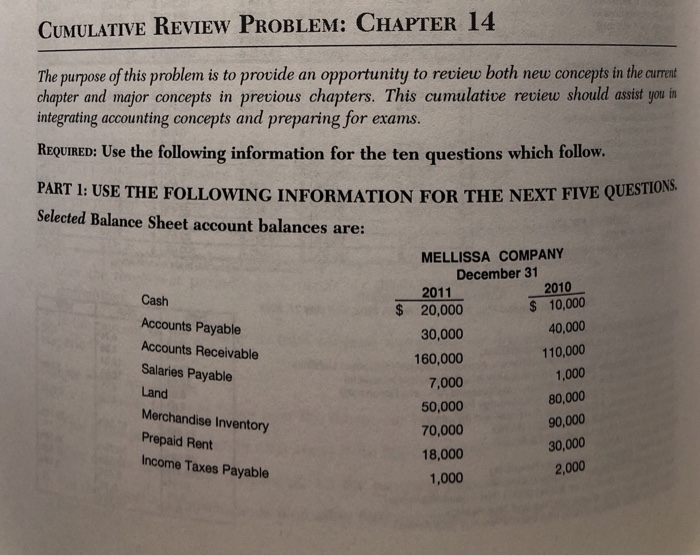 CUMULATIVE REVIEW PROBLEM: CHAPTER 14
The purpose of this problem is to provide an opportunity to review both new concepts in the current
chapter and major concepts in previous chapters. This cumulative review should assist you in
integrating accounting concepts and preparing for exams.
REQUIRED: Use the following information for the ten questions which follow.
PART 1: USE THE FOLLOWING INFORMATION FOR THE NEXT FIVE QUESTIONS.
Selected Balance Sheet account balances are:
MELLISSA COMPANY
December 31
2011 2010
Cash $ 20,000 $ 10,000
Accounts Payable 30,000 40,000
Accounts Receivable 160,000 110,000
Salaries Payable 7,000 1,000
Land 50,000 80,000
Merchandise Inventory 70,000 90,000
Prepaid Rent 18,000 30,000
Income Taxes Payable 1,000 2,000